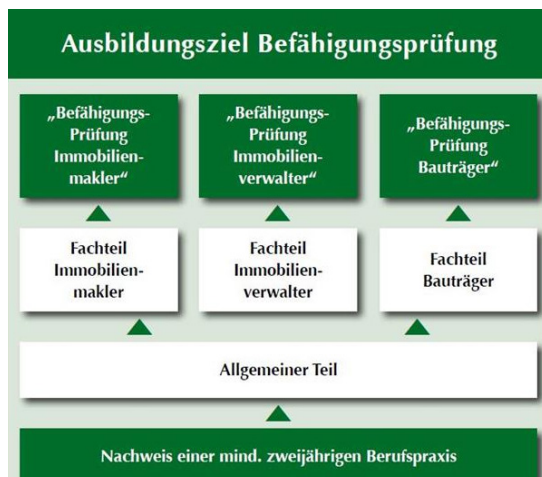 Ausbildungsziel Befähigungsprüfung
„Befähigungs-
Prüfung
Immobilien-
makler“
„Befähigungs-
Prüfung
Immobilien-
verwalter“
„Befähigungs-
Prüfung
Bauträger“
Fachteil
Immobilien-
makler
Fachteil
Immobilien-
verwalter
Fachteil
Bauträger
Allgemeiner Teil
Nachweis einer mind. zweijährigen Berufspraxis